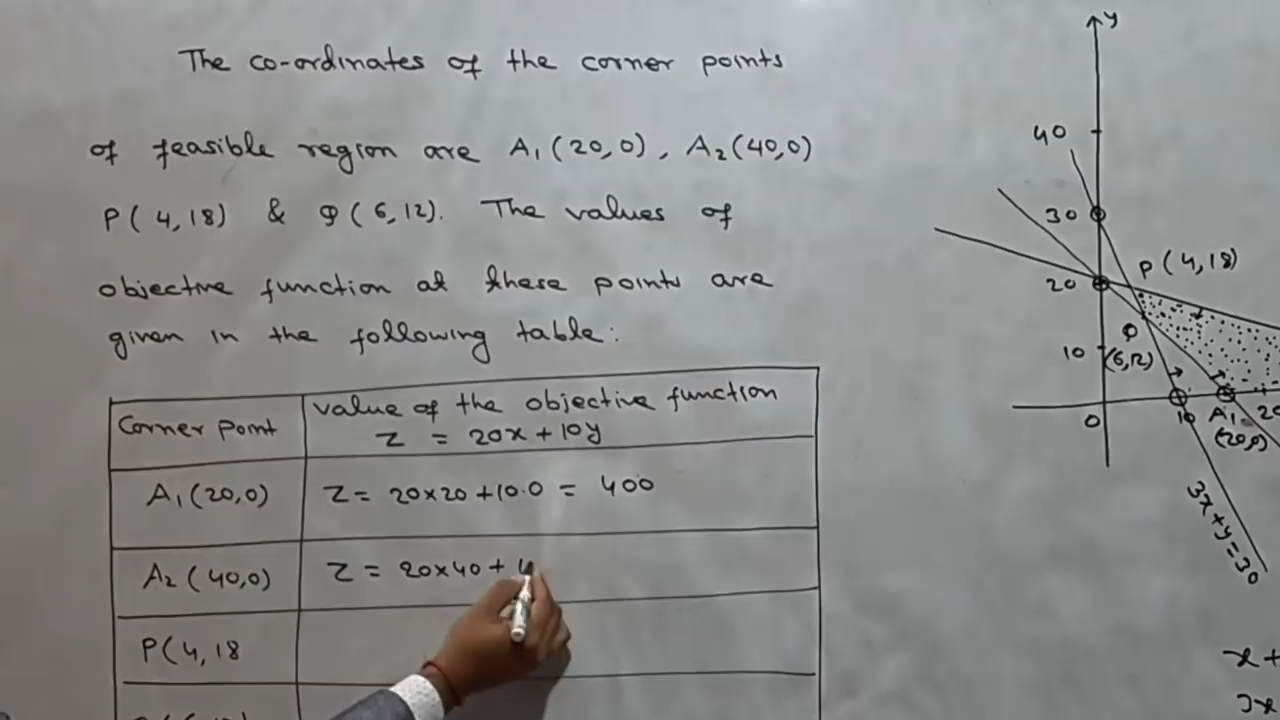 The co-ordinates of the corner points
of feasible region are A₁(20,0), A₂(40,0)
P(4,18) & Q(6,12). The values of
objective function at these points are
given in the following table:
Corner point
value of the objective function
Z = 20x+10y
A₁(20,0)
Z = 20×20+10·0 = 400
A₂(40,0)
Z = 20×40+
P(4,18
y
40
30
20
10
0
P(4,18)
Q
(6,12)
10
A₁
(20,0)
20
3x+y=30
x+
3x